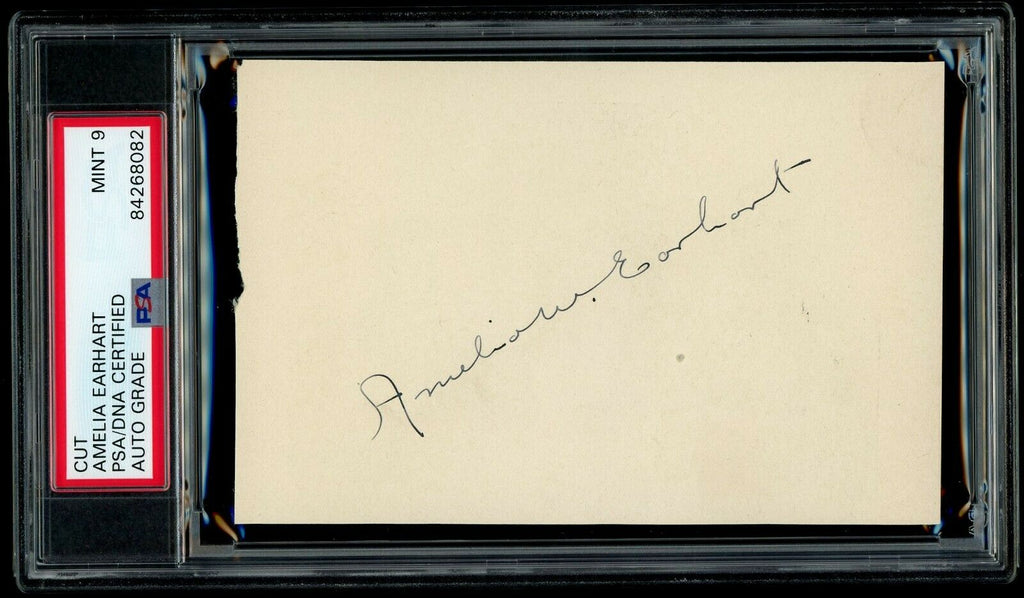 CUT
AMELIA EARHART
PSA/DNA CERTIFIED
AUTO GRADE
MINT 9
84268082
PSA
Amelia M. Earhart